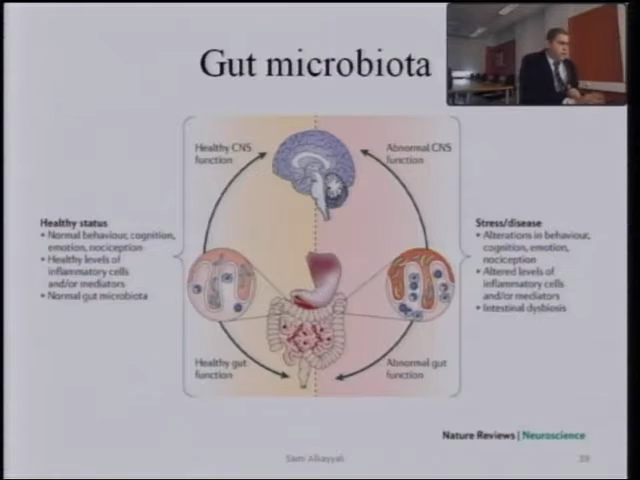 Gut microbiota
Healthy CNS
function
Abnormal CNS
function
Healthy status
• Normal behaviour, cognition,
emotion, nociception
• Healthy levels of
inflammatory cells
and/or mediators
• Normal gut microbiota
Stress/disease
• Alterations in behaviour,
cognition, emotion,
nociception
• Altered levels of
inflammatory cells
and/or mediators
• Intestinal dysbiosis
Healthy gut
function
Abnormal gut
function
Nature Reviews | Neuroscience
Sam Alkayyali